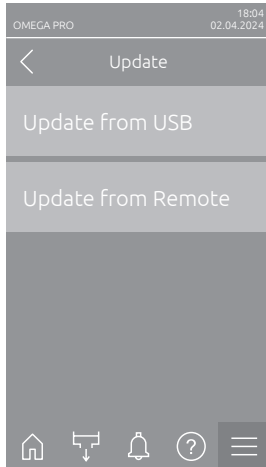 18:04
OMEGA PRO 02.04.2024
Update
Update from USB
Update from Remote
?